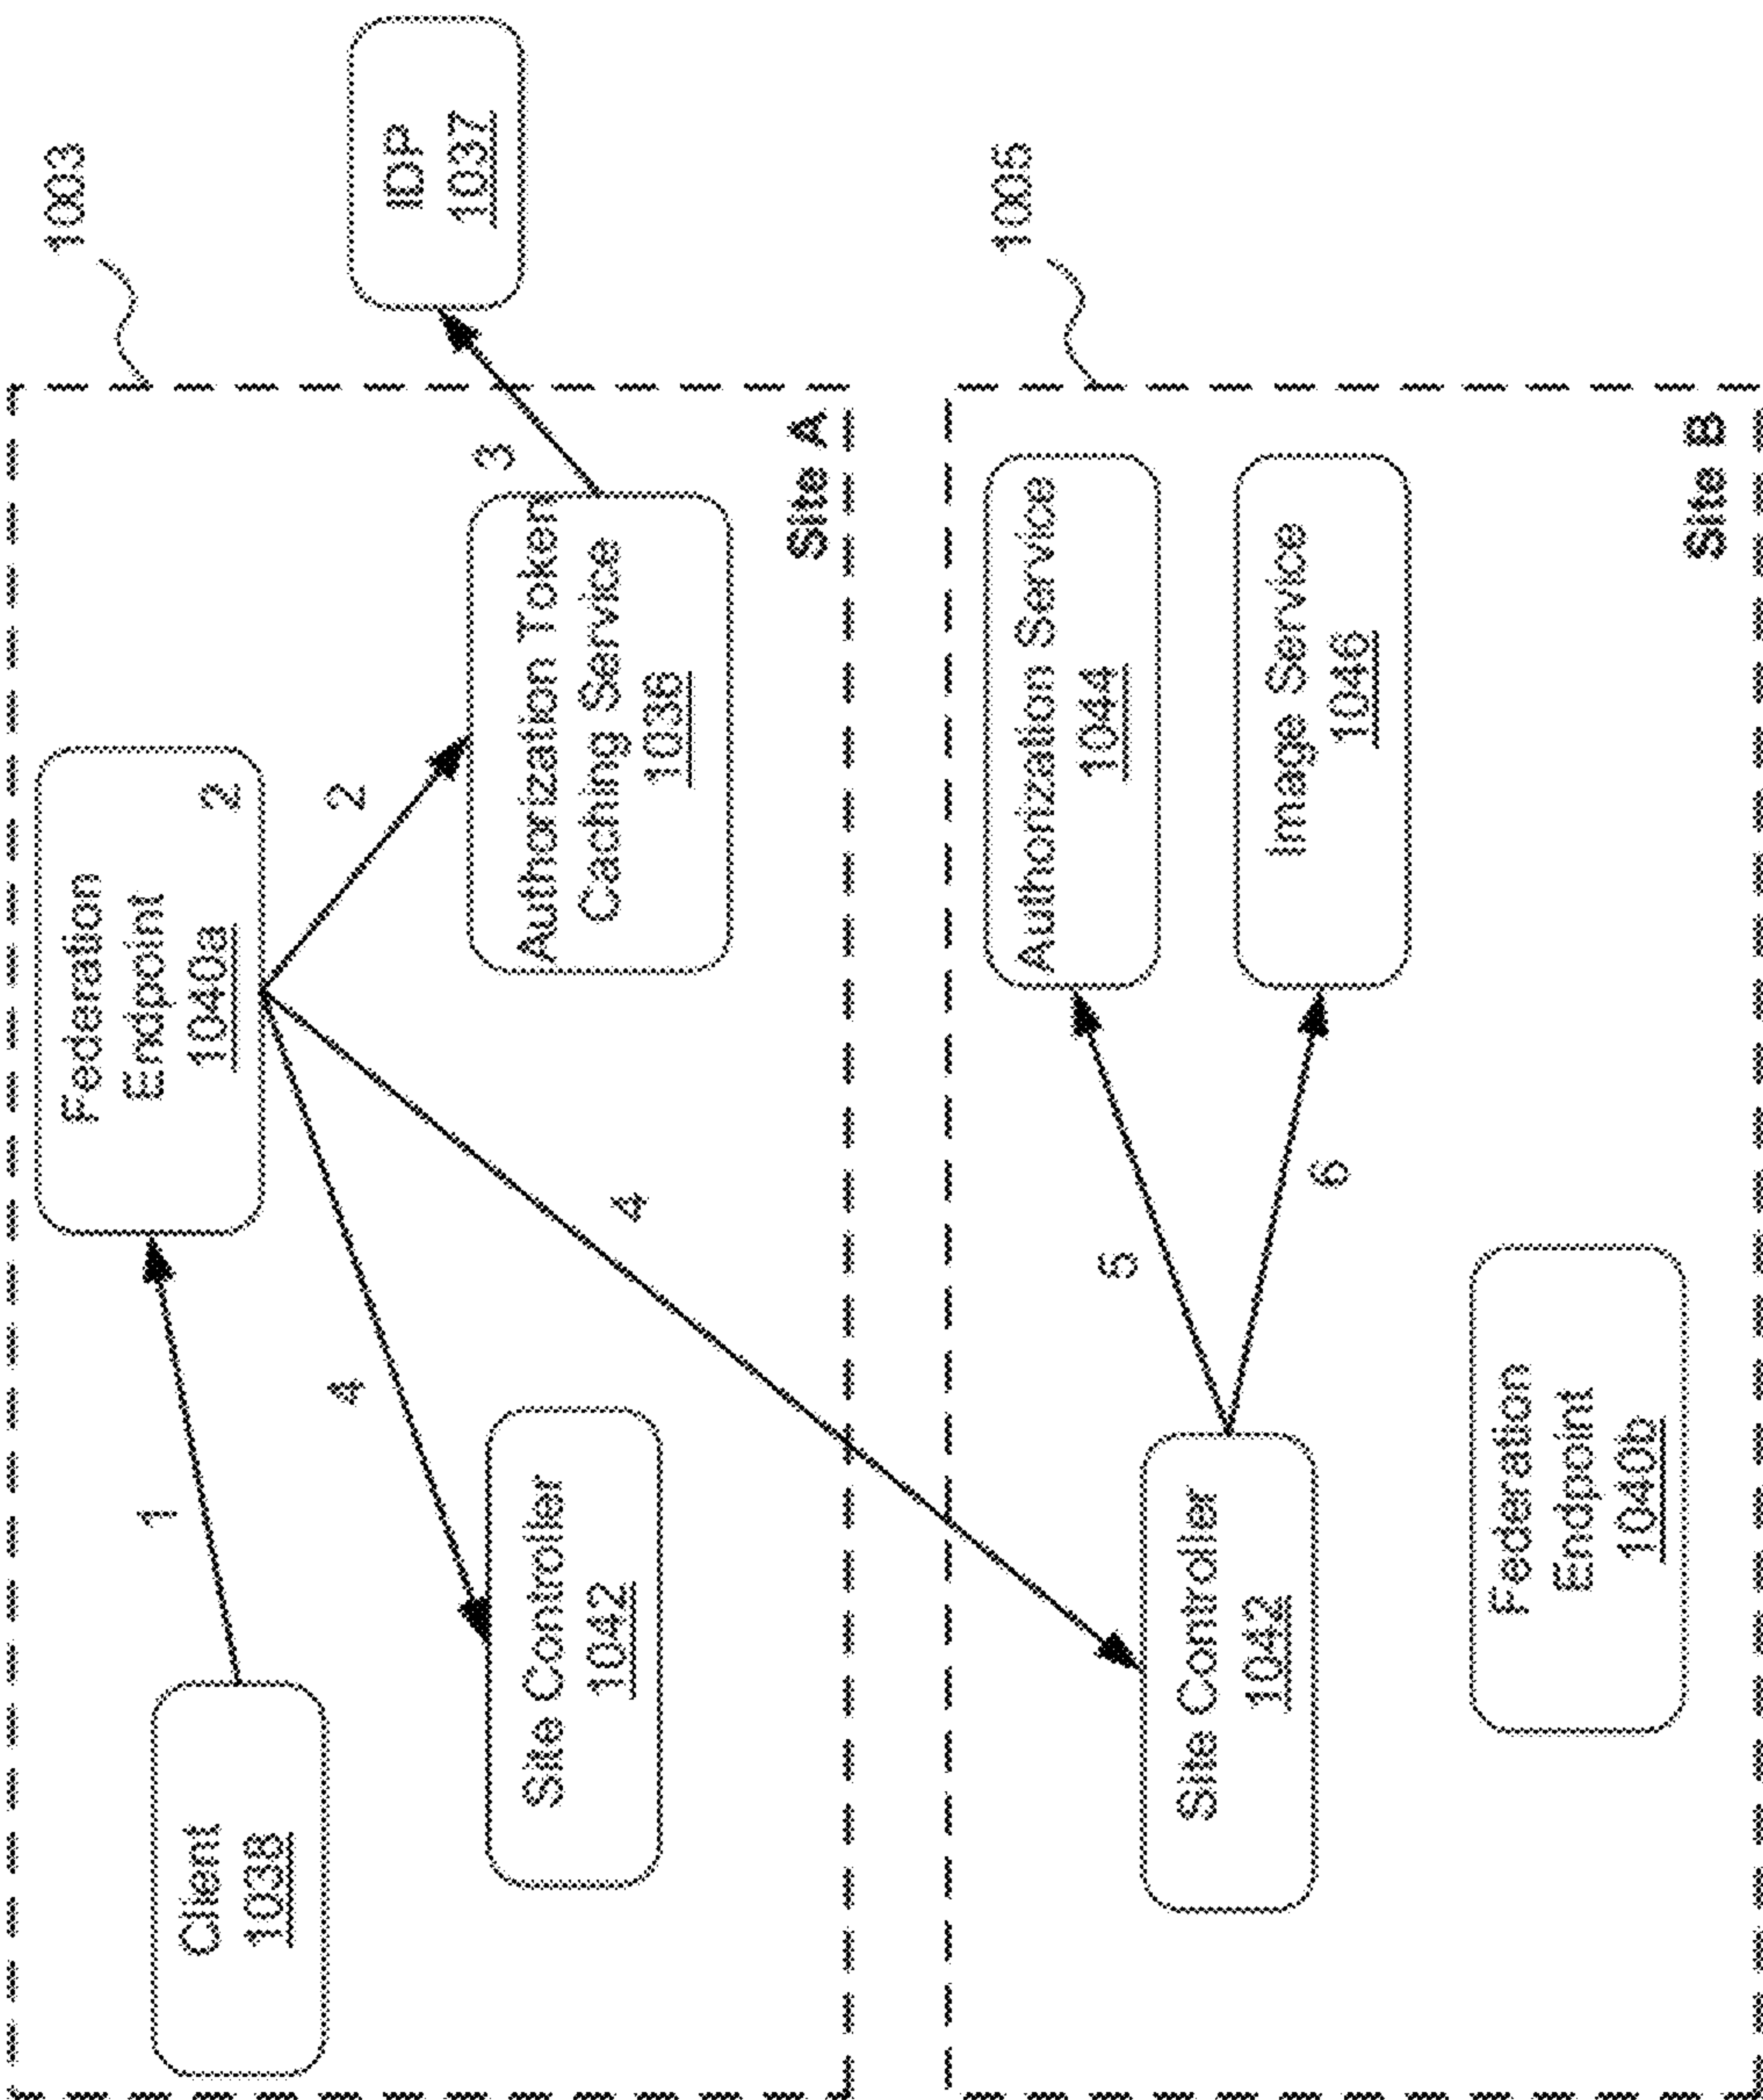 1003
IDP
1037
Federation
Endpoint
1040a
2
1
2
3
Client
1038
4
4
Authorization Token
Caching Service
1036
Site Controller
1042
Site A
1005
Authorization Service
1044
5
Site Controller
1042
6
Image Service
1046
Federation
Endpoint
1040b
Site B